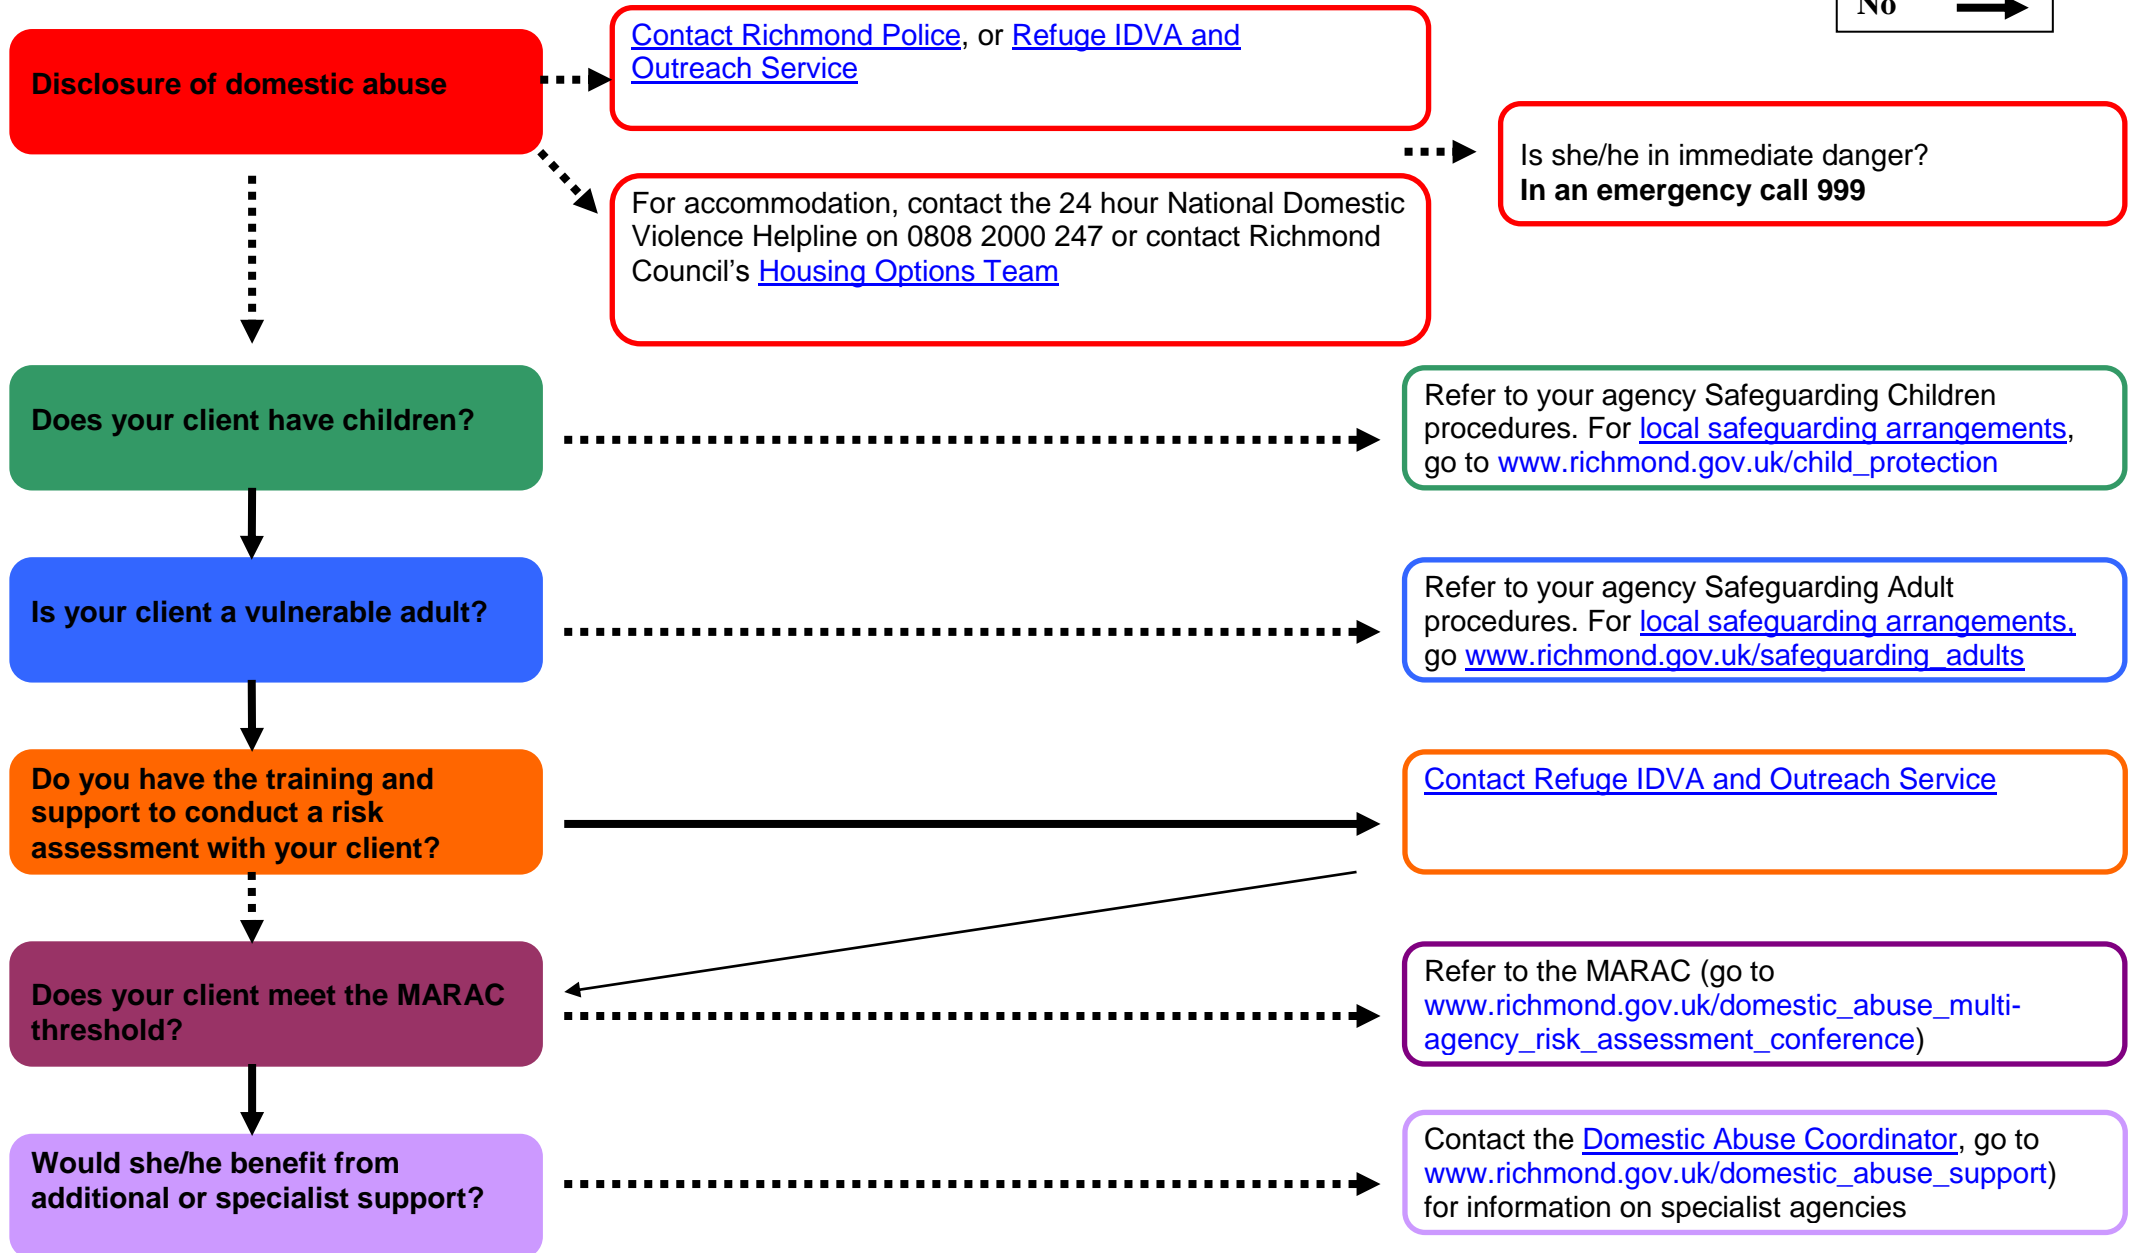 No
Contact Richmond Police, or Refuge IDVA and
Outreach Service
Disclosure of domestic abuse
Is she/he in immediate danger?
In an emergency call 999
For accommodation, contact the 24 hour National Domestic
Violence Helpline on 0808 2000 247 or contact Richmond
Council’s Housing Options Team
Does your client have children?
Refer to your agency Safeguarding Children
procedures. For local safeguarding arrangements,
go to www.richmond.gov.uk/child_protection
Is your client a vulnerable adult?
Refer to your agency Safeguarding Adult
procedures. For local safeguarding arrangements,
go www.richmond.gov.uk/safeguarding_adults
Do you have the training and
support to conduct a risk
assessment with your client?
Contact Refuge IDVA and Outreach Service
Does your client meet the MARAC
threshold?
Refer to the MARAC (go to
www.richmond.gov.uk/domestic_abuse_multi-
agency_risk_assessment_conference)
Would she/he benefit from
additional or specialist support?
Contact the Domestic Abuse Coordinator, go to
www.richmond.gov.uk/domestic_abuse_support)
for information on specialist agencies